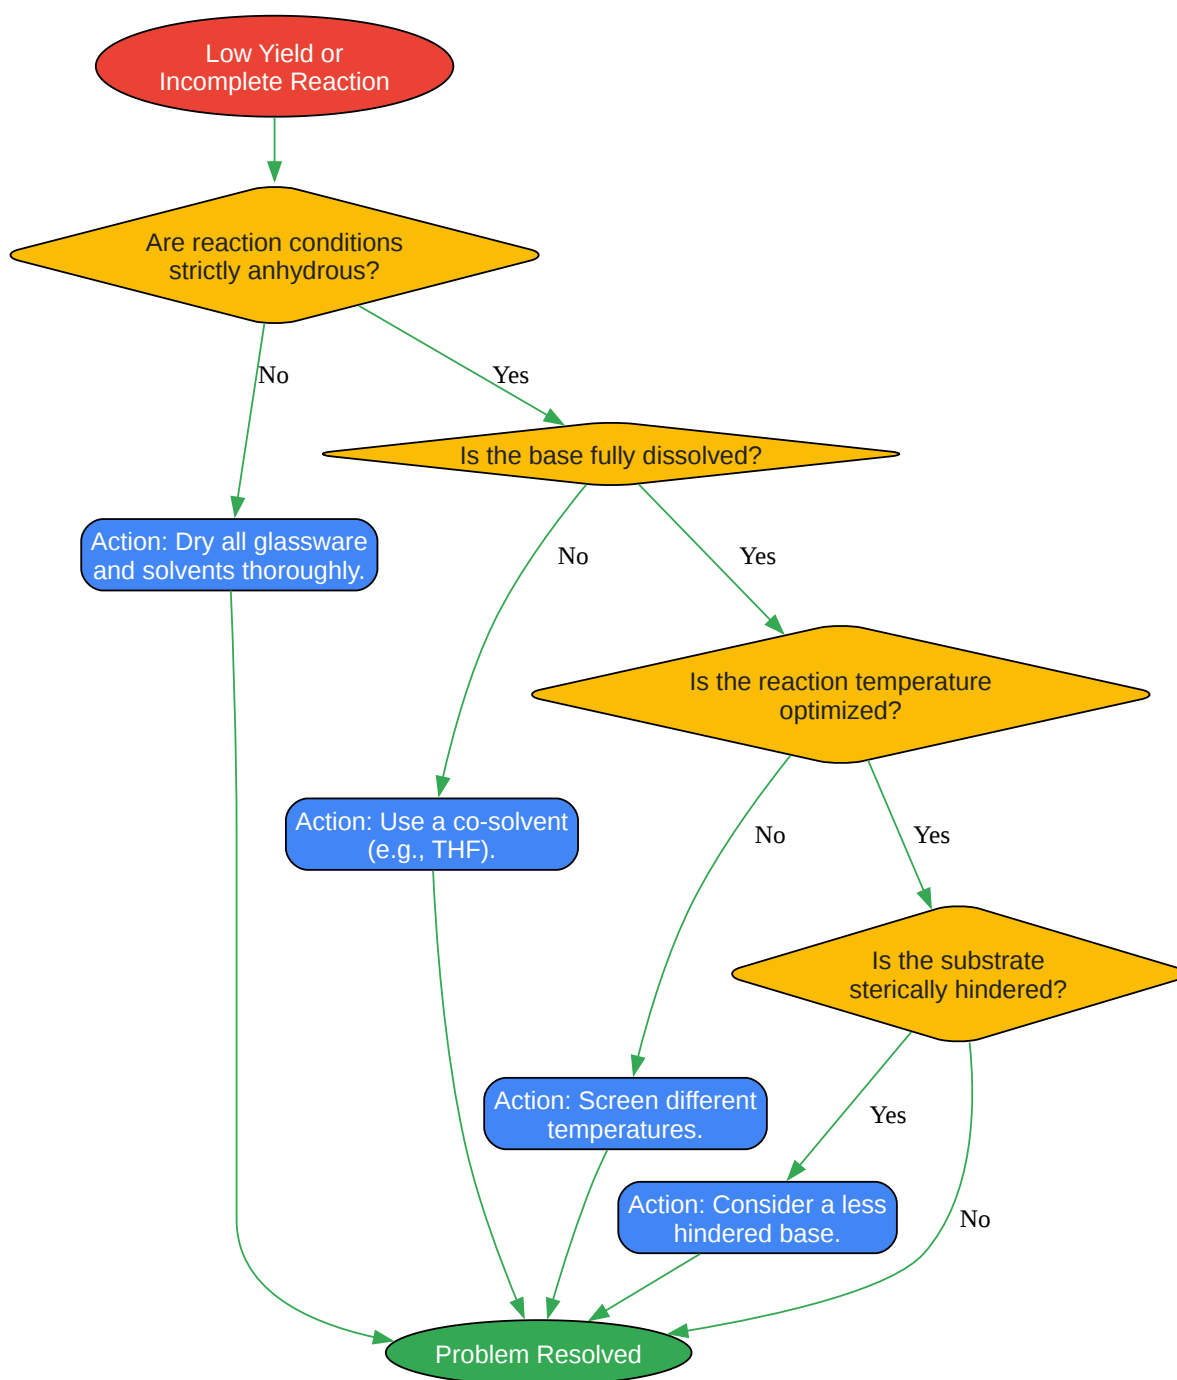 Low Yield or
Incomplete Reaction
Are reaction conditions
strictly anhydrous?
No
Yes
Is the base fully dissolved?
Action: Dry all glassware
and solvents thoroughly.
No
Yes
Is the reaction temperature
optimized?
Action: Use a co-solvent
(e.g., THF).
No
Yes
Is the substrate
sterically hindered?
Action: Screen different
temperatures.
Yes
Action: Consider a less
hindered base.
No
Problem Resolved